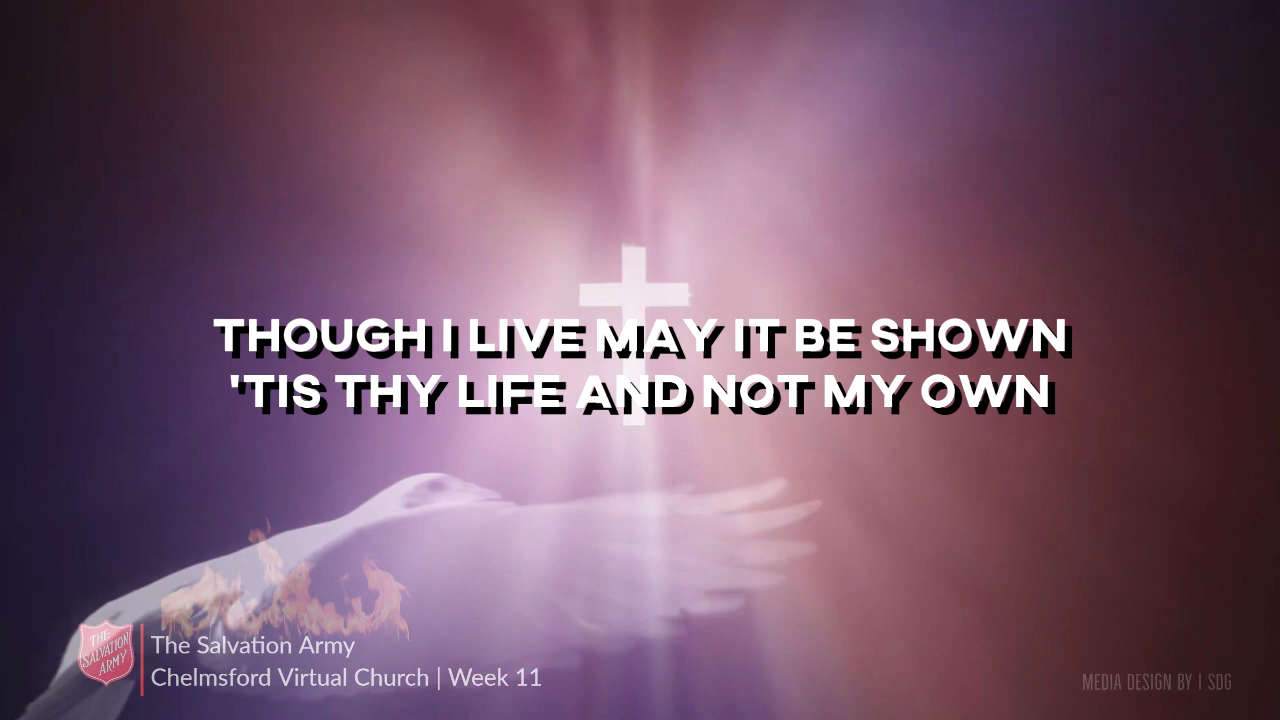 THOUGH I LIVE MAY IT BE SHOWN
'TIS THY LIFE AND NOT MY OWN
THE
SALVATION
ARMY
The Salvation Army
Chelmsford Virtual Church | Week 11
MEDIA DESIGN BY | SDG